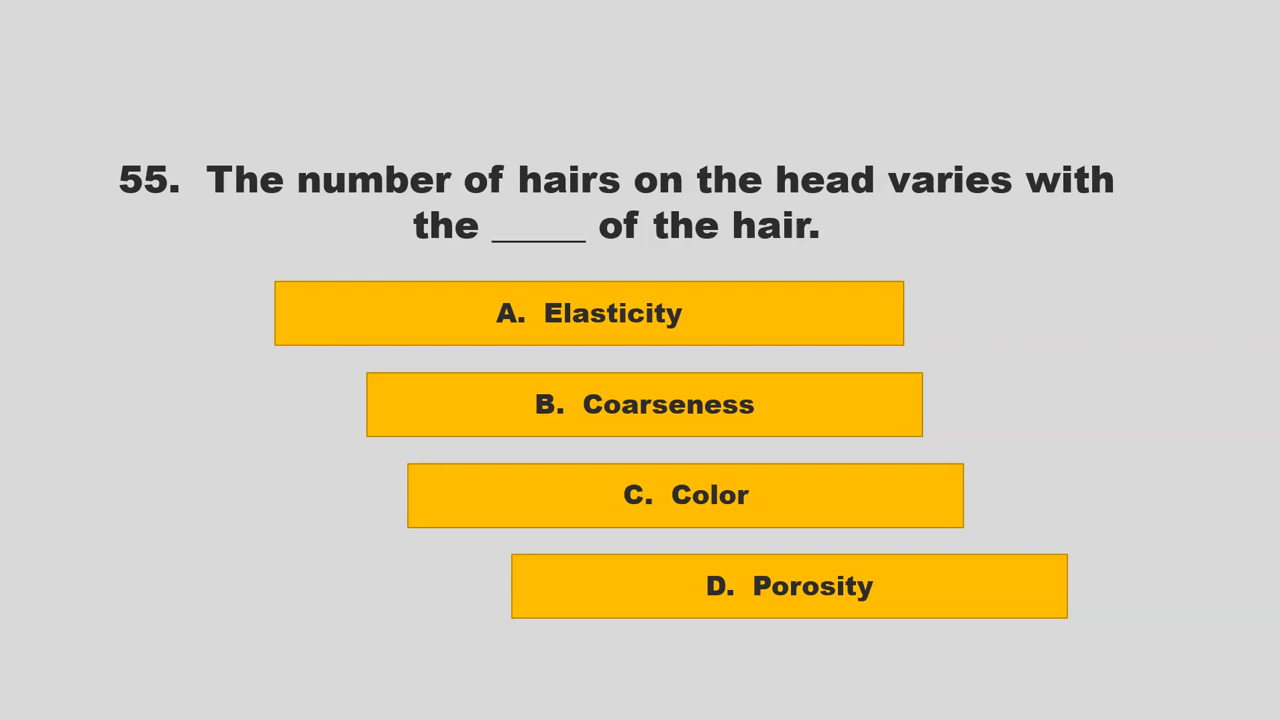 55. The number of hairs on the head varies with
the _____ of the hair.
A. Elasticity
B. Coarseness
C. Color
D. Porosity